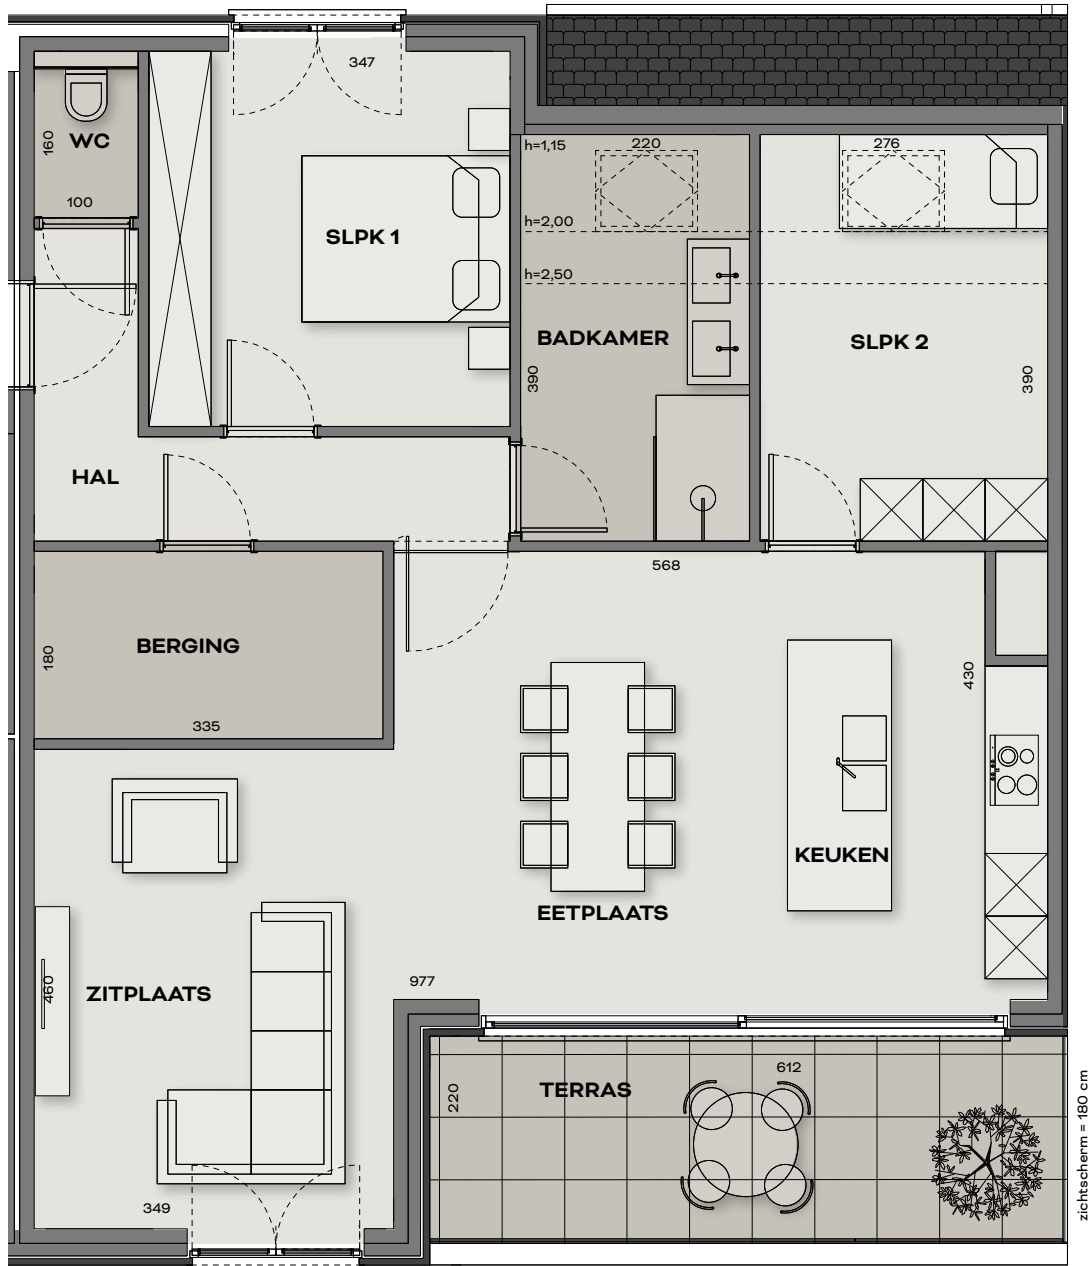 347
160
WC
100
SLPK 1
h=1,15
220
276
h=2,00
h=2,50
BADKAMER
SLPK 2
390
390
HAL
568
BERGING
180
335
430
KEUKEN
EETPLAATS
977
460
ZITPLAATS
612
TERRAS
220
349
zichtscherm = 180 cm